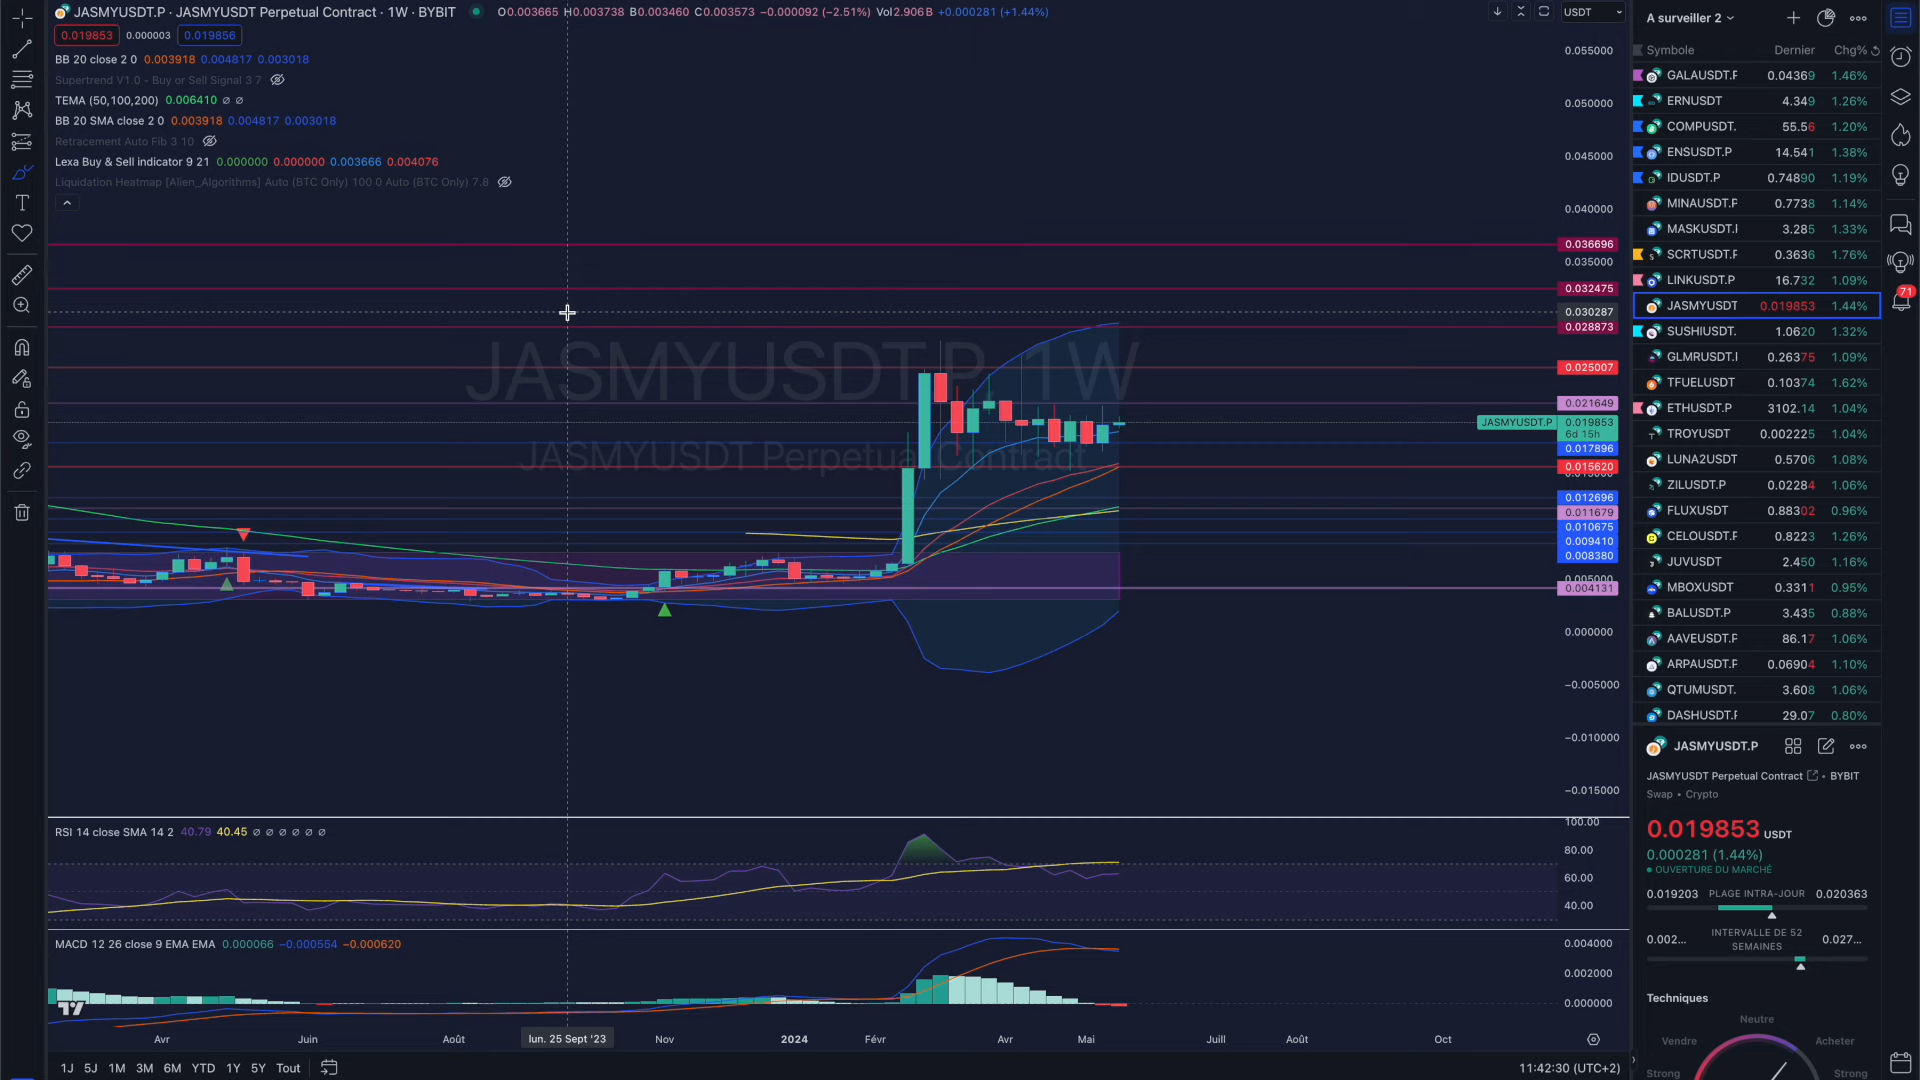 JASMYUSDT.P · JASMYUSDT Perpetual Contract · 1W · BYBIT
O0.003665 H0.003738 B0.003460 C0.003573 −0.000092 (−2.51%) Vol2.906B +0.000281 (+1.44%)
0.019853 0.000003 0.019856
BB 20 close 2 0 0.003918 0.004817 0.003018
Supertrend V1.0 - Buy or Sell Signal 3 7
TEMA (50,100,200) 0.006410 ∅ ∅
BB 20 SMA close 2 0 0.003918 0.004817 0.003018
Retracement Auto Fib 3 10
Lexa Buy & Sell indicator 9 21 0.000000 0.000000 0.003666 0.004076
Liquidation Heatmap [Alien_Algorithms] Auto (BTC Only) 100 0 Auto (BTC Only) 7.8
JASMYUSDT.P, 1W
JASMYUSDT Perpetual Contract
USDT
0.055000
0.050000
0.045000
0.040000
0.036696
0.035000
0.032475
0.030287
0.028873
0.025007
0.021649
JASMYUSDT.P 0.019853
6d 15h
0.017896
0.015620
0.012696
0.011679
0.010675
0.009410
0.008380
0.005000
0.004131
0.000000
−0.005000
−0.010000
−0.015000
RSI 14 close SMA 14 2 40.79 40.45 ∅ ∅ ∅ ∅ ∅ ∅
100.00
80.00
60.00
40.00
MACD 12 26 close 9 EMA EMA 0.000066 −0.000554 −0.000620
0.004000
0.002000
0.000000
Avr Juin Août lun. 25 Sept '23 Nov 2024 Févr Avr Mai Juill Août Oct
1J 5J 1M 3M 6M YTD 1Y 5Y Tout
11:42:30 (UTC+2)
A surveiller 2
Symbole Dernier Chg%
GALAUSDT.F 0.04369 1.46%
ERNUSDT 4.349 1.26%
COMPUSDT. 55.56 1.20%
ENSUSDT.P 14.541 1.38%
IDUSDT.P 0.74890 1.19%
MINAUSDT.F 0.7738 1.14%
MASKUSDT.I 3.285 1.33%
SCRTUSDT.F 0.3636 1.76%
LINKUSDT.P 16.732 1.09%
JASMYUSDT 0.019853 1.44%
SUSHIUSDT. 1.0620 1.32%
GLMRUSDT.I 0.26375 1.09%
TFUELUSDT 0.10374 1.62%
ETHUSDT.P 3102.14 1.04%
TROYUSDT 0.002225 1.04%
LUNA2USDT 0.5706 1.08%
ZILUSDT.P 0.02284 1.06%
FLUXUSDT 0.88302 0.96%
CELOUSDT.F 0.8223 1.26%
JUVUSDT 2.450 1.16%
MBOXUSDT 0.3311 0.95%
BALUSDT.P 3.435 0.88%
AAVEUSDT.F 86.17 1.06%
ARPAUSDT.F 0.06904 1.10%
QTUMUSDT. 3.608 1.06%
DASHUSDT.F 29.07 0.80%
71
JASMYUSDT.P
JASMYUSDT Perpetual Contract • BYBIT
Swap • Crypto
0.019853 USDT
0.000281 (1.44%)
OUVERTURE DU MARCHÉ
0.019203 PLAGE INTRA-JOUR 0.020363
0.002... INTERVALLE DE 52 SEMAINES 0.027...
Techniques
Neutre
Vendre Acheter
Strong Strong